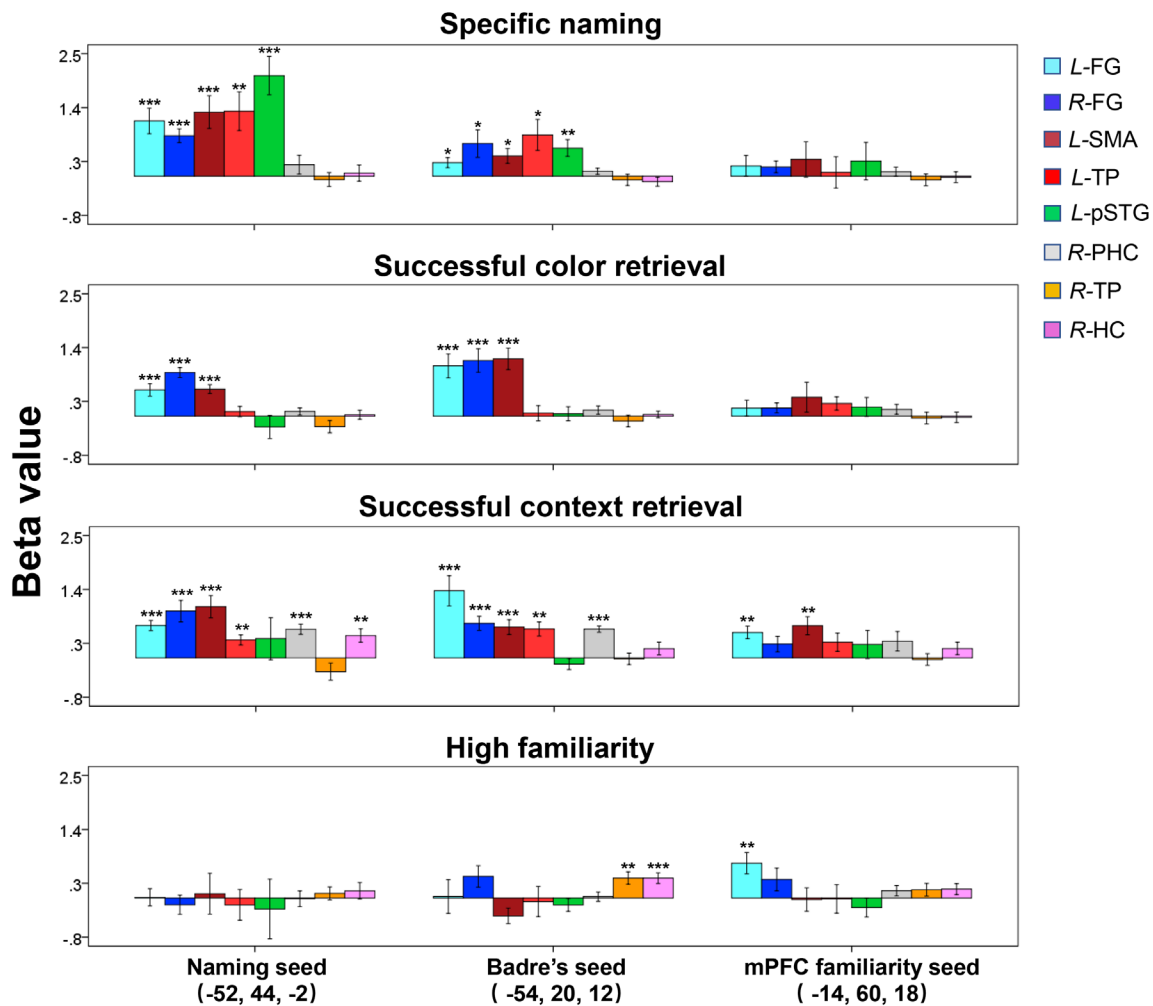 Specific naming
2.5
1.4
.3
-.8
*** *** *** ** ***
* * * * **
L-FG
R-FG
L-SMA
L-TP
L-pSTG
R-PHC
R-TP
R-HC
Successful color retrieval
2.5
1.4
.3
-.8
*** *** ***
*** *** ***
Beta value
Successful context retrieval
2.5
1.4
.3
-.8
*** *** *** ** *** **
*** *** *** ** ***
** **
High familiarity
2.5
1.4
.3
-.8
** ***
**
Naming seed
(-52, 44, -2)
Badre's seed
( -54, 20, 12)
mPFC familiarity seed
( -14, 60, 18)